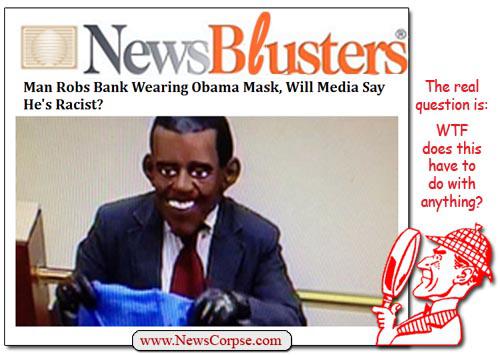 NewsBlusters®
Man Robs Bank Wearing Obama Mask, Will Media Say
He's Racist?
The real
question is:
WTF
does this
have to
do with
anything?
www.NewsCorpse.com